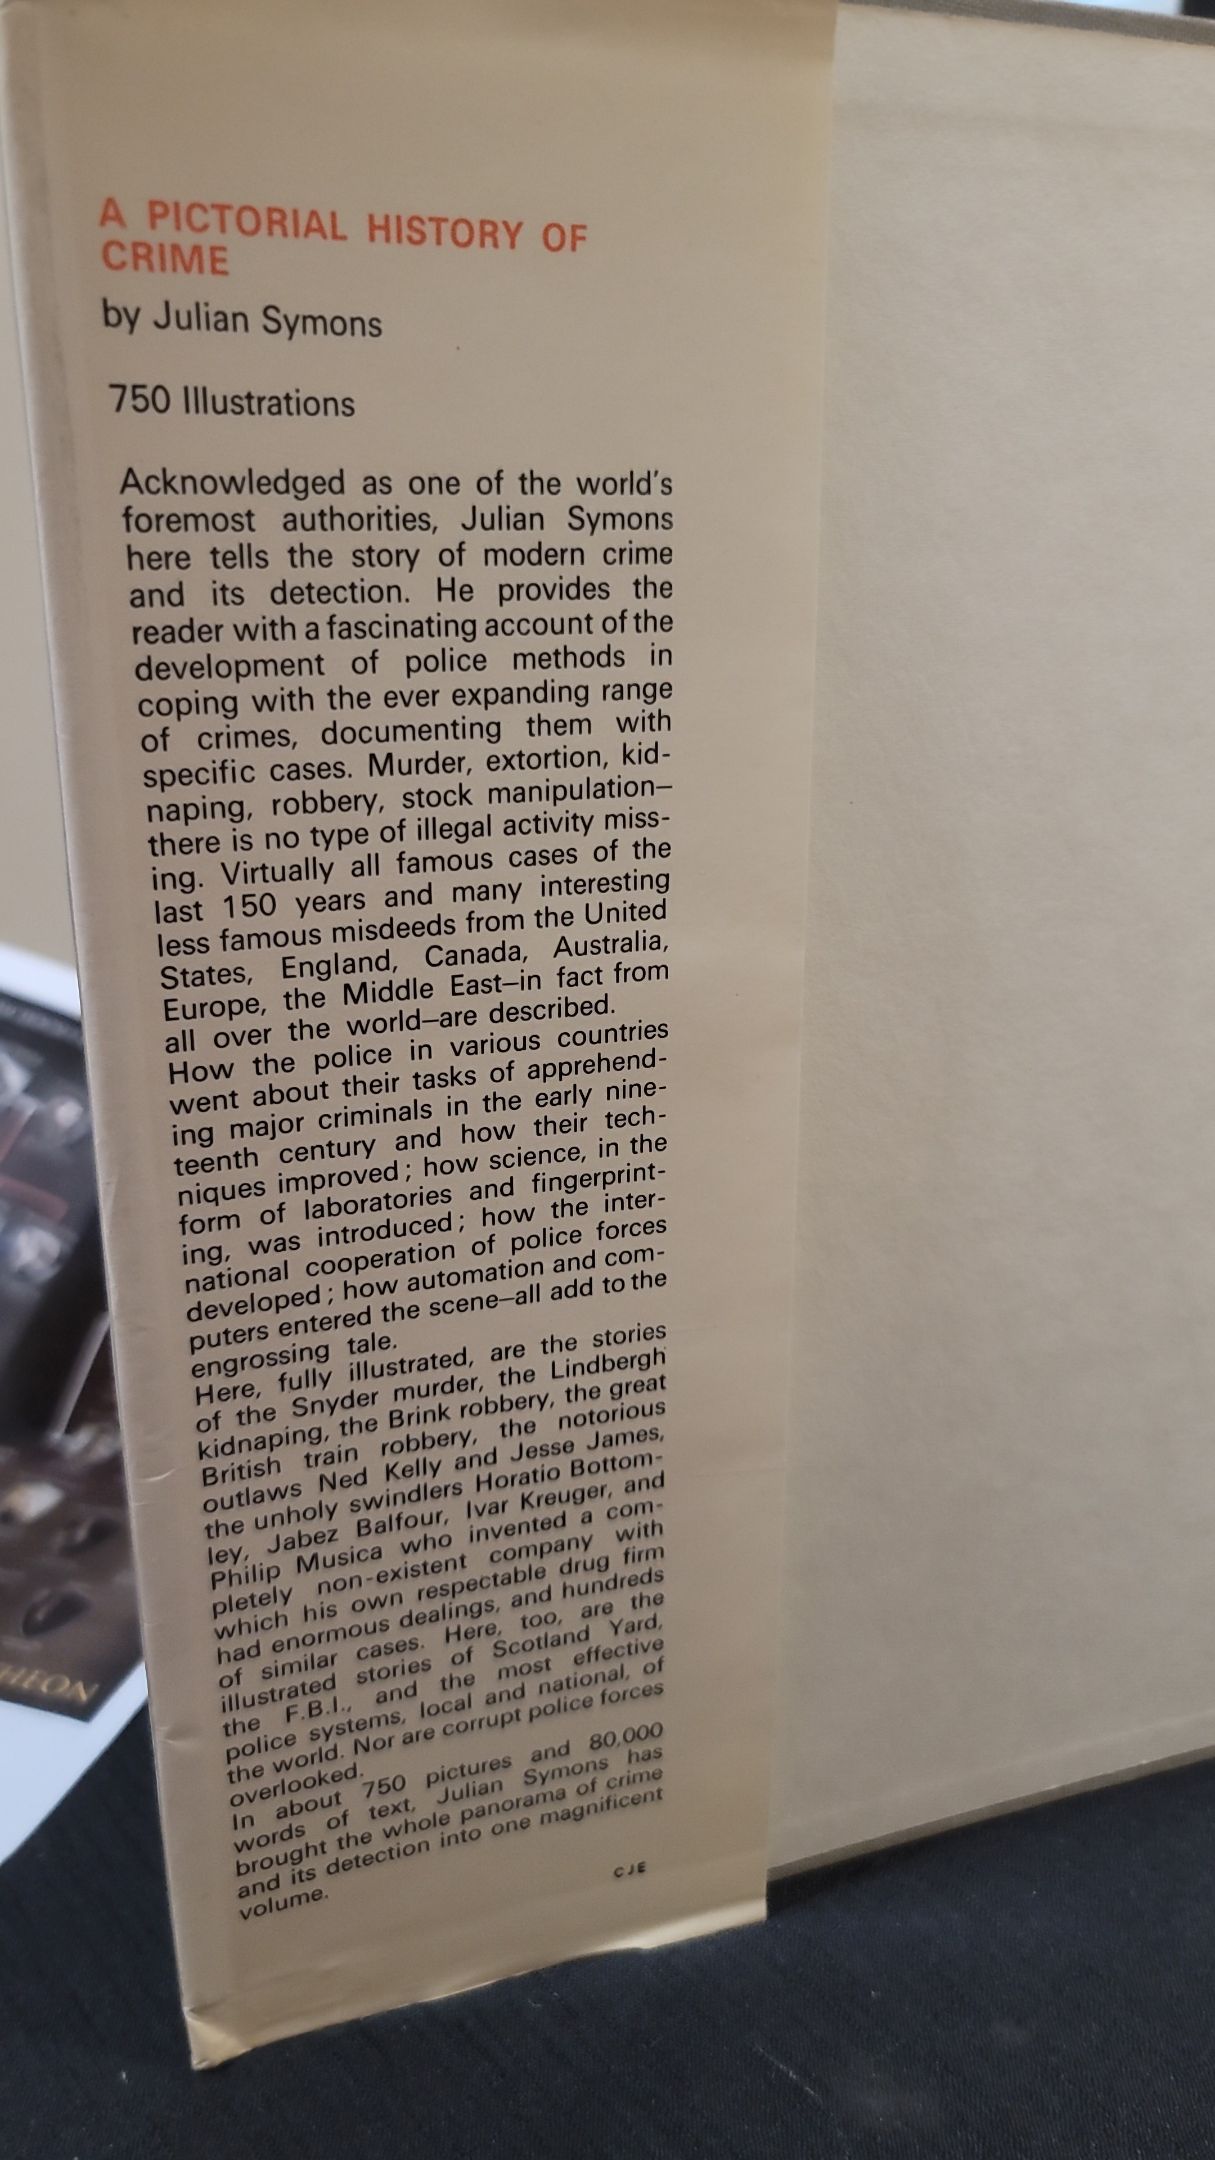 A PICTORIAL HISTORY OF
CRIME
by Julian Symons
750 Illustrations
Acknowledged as one of the world's
foremost authorities, Julian Symons
here tells the story of modern crime
and its detection. He provides the
reader with a fascinating account of the
development of police methods in
coping with the ever expanding range
of crimes, documenting them with
specific cases. Murder, extortion, kid-
naping, robbery, stock manipulation—
there is no type of illegal activity miss-
ing. Virtually all famous cases of the
last 150 years and many interesting
less famous misdeeds from the United
States, England, Canada, Australia,
Europe, the Middle East—in fact from
all over the world—are described.
How the police in various countries
went about their tasks of apprehend-
ing major criminals in the early nine-
teenth century and how their tech-
niques improved; how science, in the
form of laboratories and fingerprint-
ing, was introduced; how the inter-
national cooperation of police forces
developed; how automation and com-
puters entered the scene—all add to the
engrossing tale.
Here, fully illustrated, are the stories
of the Snyder murder, the Lindbergh
kidnaping, the Brink robbery, the great
British train robbery, the notorious
outlaws Ned Kelly and Jesse James,
the unholy swindlers Horatio Bottom-
ley, Jabez Balfour, Ivar Kreuger, and
Philip Musica who invented a com-
pletely non-existent company with
which his own respectable drug firm
had enormous dealings, and hundreds
of similar cases. Here, too, are the
illustrated stories of Scotland Yard,
the F.B.I., and the most effective
police systems, local and national, of
the world. Nor are corrupt police forces
overlooked.
In about 750 pictures and 80,000
words of text, Julian Symons has
brought the whole panorama of crime
and its detection into one magnificent
volume.
CJE
HEON